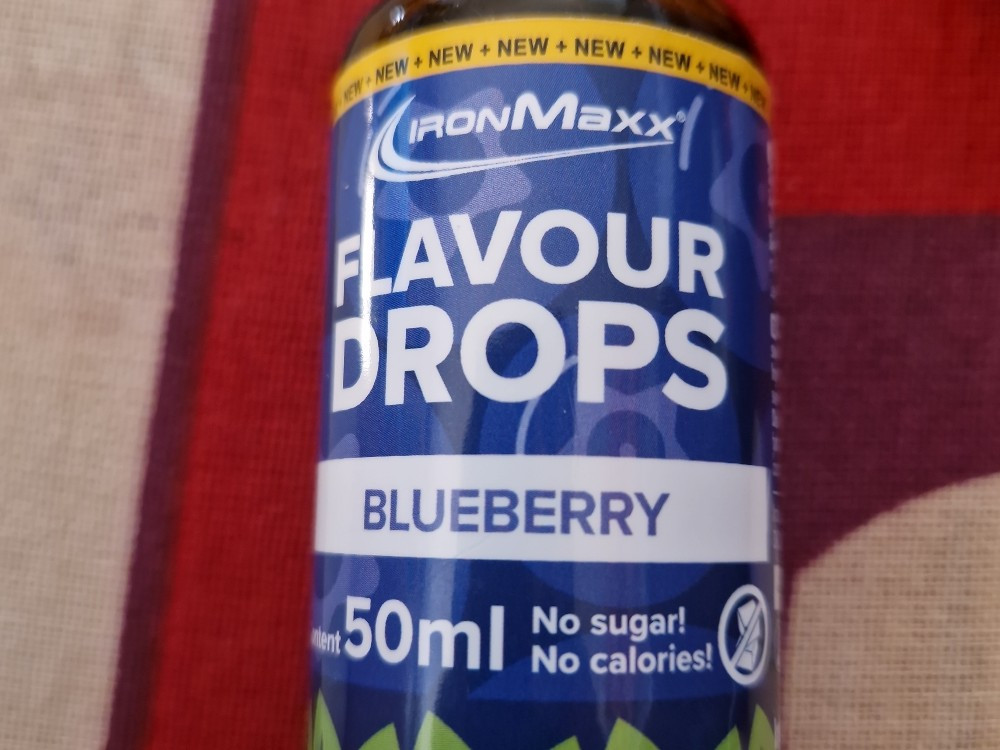 NEW + NEW + NEW + NEW + NEW + NEW + NEW
IRONMaxx®
FLAVOUR
DROPS
BLUEBERRY
50ml
No sugar!
No calories!